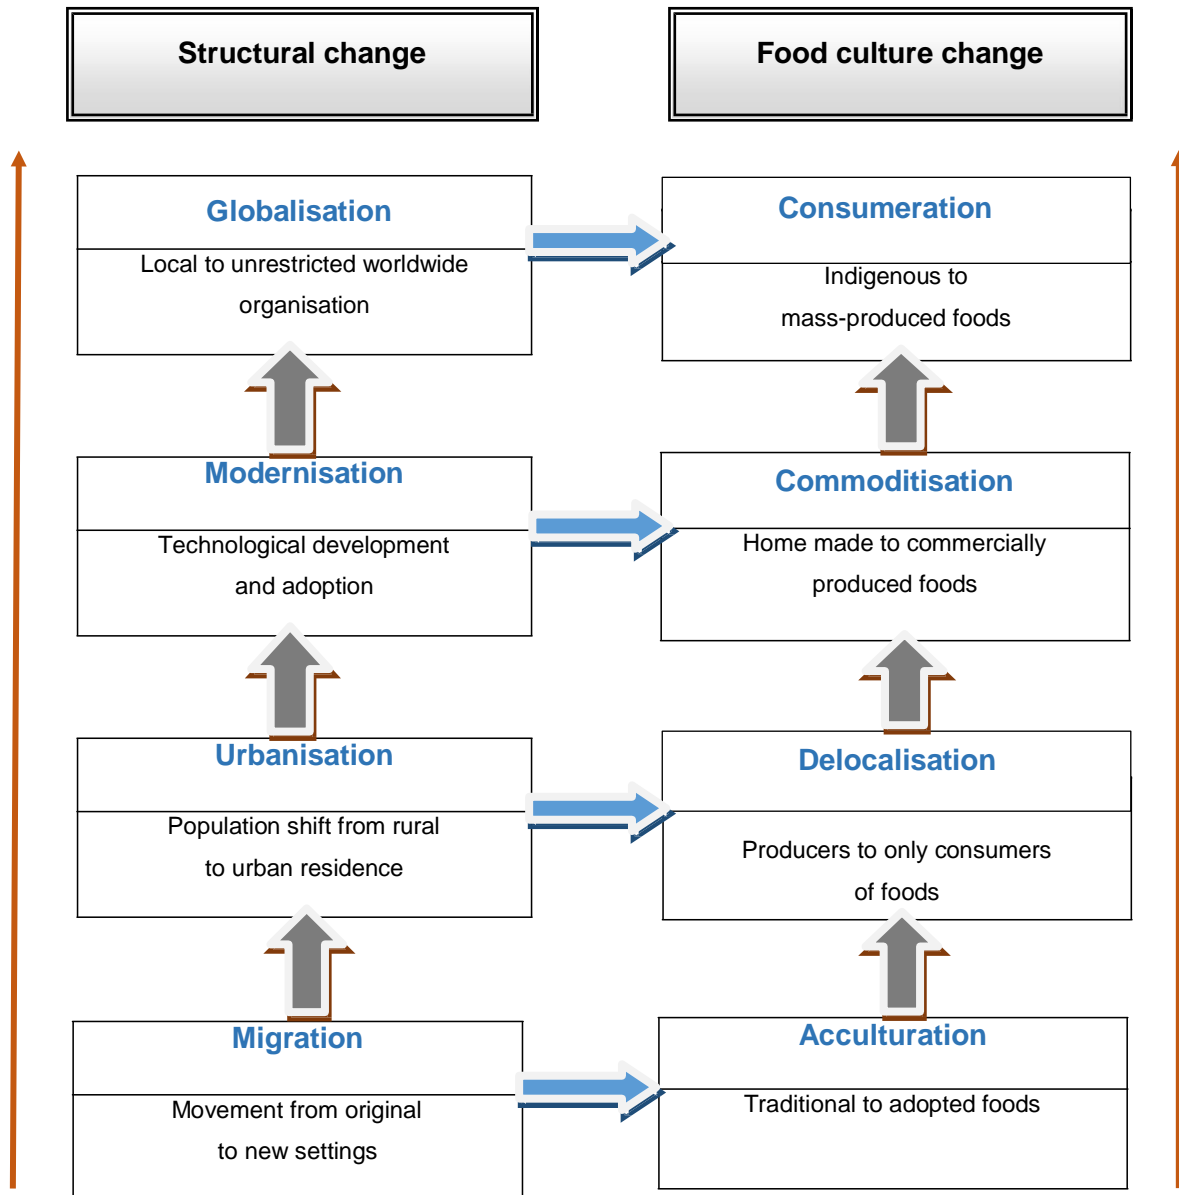 Structural change
Food culture change
Globalisation
Local to unrestricted worldwide
organisation
Consumeration
Indigenous to
mass-produced foods
Modernisation
Technological development
and adoption
Commoditisation
Home made to commercially
produced foods
Urbanisation
Population shift from rural
to urban residence
Delocalisation
Producers to only consumers
of foods
Migration
Movement from original
to new settings
Acculturation
Traditional to adopted foods